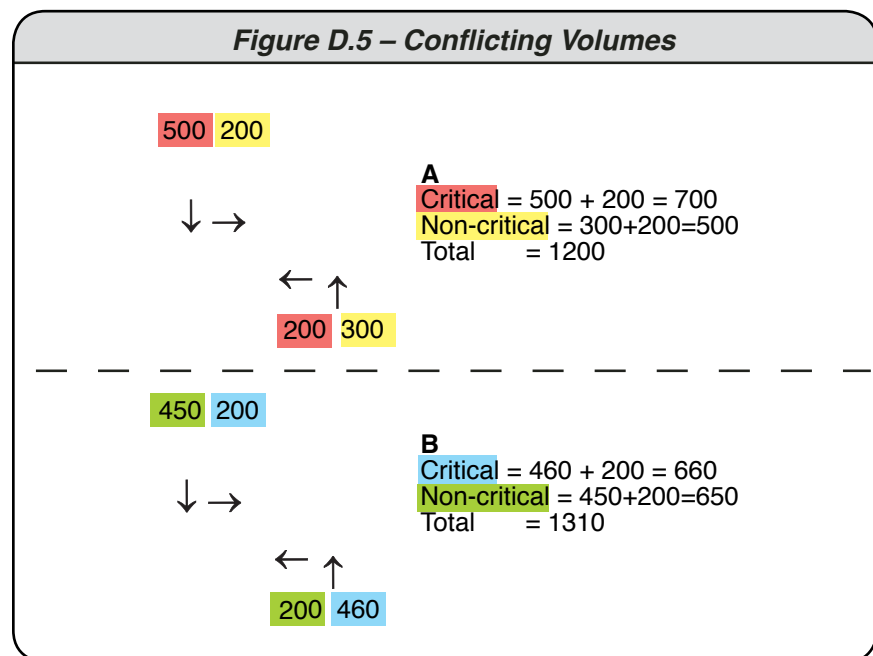 Figure D.5 – Conflicting Volumes
500 200
A
Critical = 500 + 200 = 700
Non-critical = 300+200=500
Total = 1200
↓ →
← ↑
200 300
450 200
B
Critical = 460 + 200 = 660
Non-critical = 450+200=650
Total = 1310
↓ →
← ↑
200 460